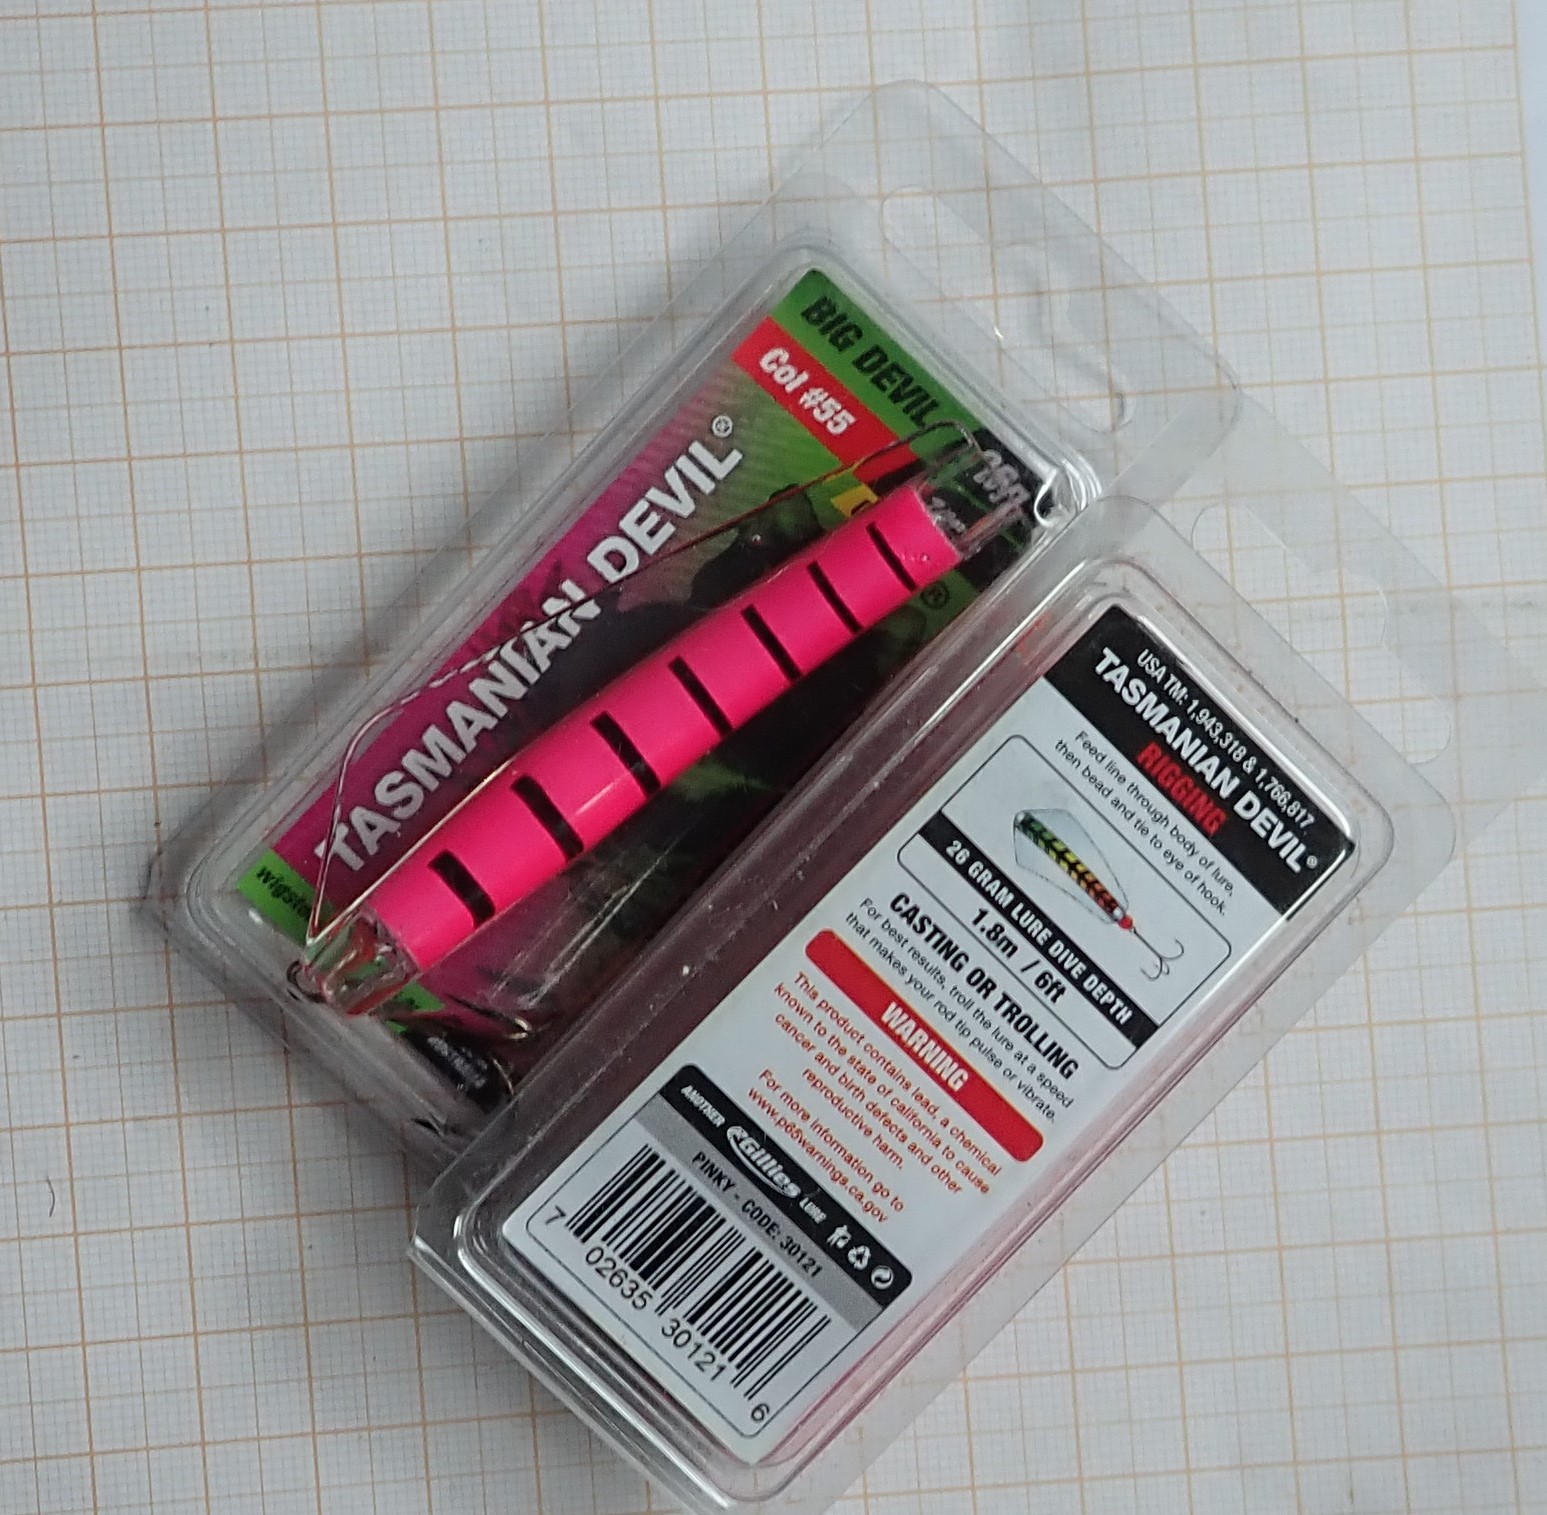 BIG DEVIL
Col #55
26g
TASMANIAN DEVIL®
®
USA TM: 1,943,318 & 1,766,817.
TASMANIAN DEVIL®
RIGGING
Feed line through body of lure,
then bead and tie to eye of hook.
26 GRAM LURE DIVE DEPTH
1.8m / 6ft
CASTING OR TROLLING
For best results, troll the lure at a speed
that makes your rod tip pulse or vibrate.
WARNING
This product contains lead, a chemical
known to the state of california to cause
cancer and birth defects and other
reproductive harm.
For more information go to
www.p65warnings.ca.gov
ANOTHER Gillies LURE
PINKY - CODE: 30121
7 02635 30121 6